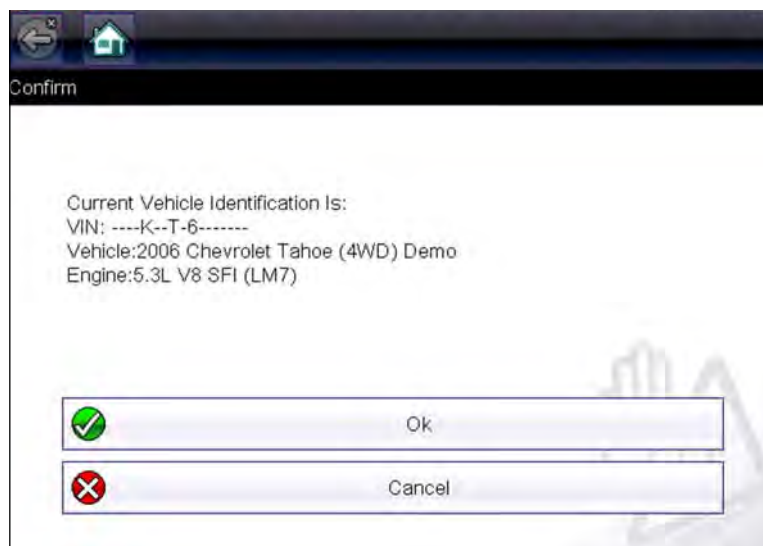 Confirm
Current Vehicle Identification Is:
VIN: ----K--T-6-------
Vehicle:2006 Chevrolet Tahoe (4WD) Demo
Engine:5.3L V8 SFI (LM7)
Ok
Cancel